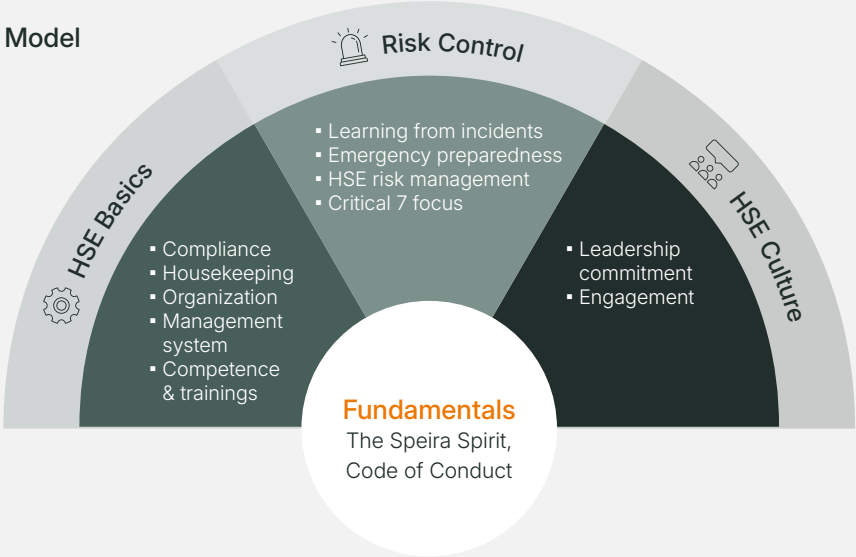 Model
HSE Basics
▪ Compliance
▪ Housekeeping
▪ Organization
▪ Management
system
▪ Competence
& trainings
Risk Control
▪ Learning from incidents
▪ Emergency preparedness
▪ HSE risk management
▪ Critical 7 focus
HSE Culture
▪ Leadership
commitment
▪ Engagement
Fundamentals
The Speira Spirit,
Code of Conduct